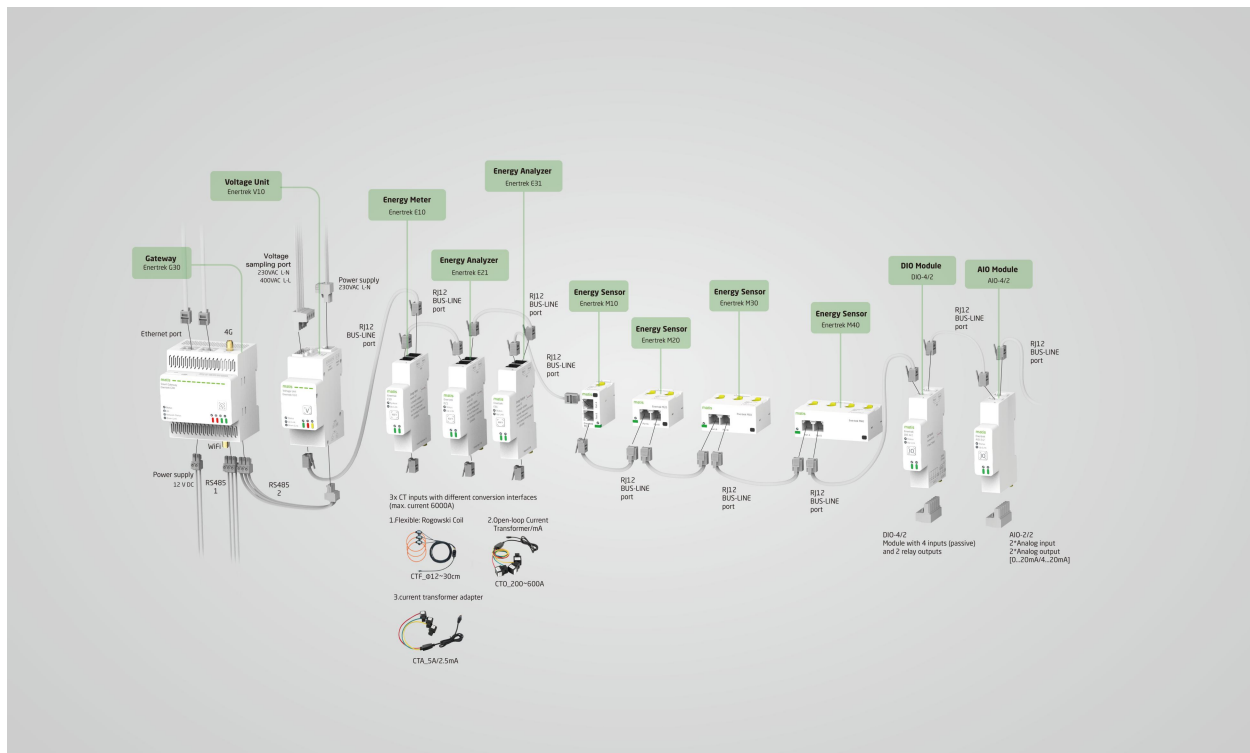 Energy Analyzer
Enertrek E31
Voltage Unit
Enertrek V10
Energy Meter
Enertrek E10
Gateway
Enertrek G30
Voltage
sampling port
230VAC L-N
400VAC L-L
Power supply
230VAC L-N
Energy Analyzer
Enertrek E21
Energy Sensor
Enertrek M10
Energy Sensor
Enertrek M20
Energy Sensor
Enertrek M30
Energy Sensor
Enertrek M40
DIO Module
DIO-4/2
AIO Module
AIO-4/2
Ethernet port
4G
RJ12
BUS-LINE
port
RJ12
BUS-LINE
port
RJ12
BUS-LINE
port
RJ12
BUS-LINE
port
RJ12
BUS-LINE
port
RJ12
BUS-LINE
port
RJ12
BUS-LINE
port
WiFi
Power supply
12 V DC
RS485
1
RS485
2
RJ12
BUS-LINE
port
RJ12
BUS-LINE
port
RJ12
BUS-LINE
port
3x CT inputs with different conversion interfaces
(max. current 6000A)
1.Flexible: Rogowski Coil
2.Open-loop Current
Transformer/mA
CTF_Φ12~30cm
CTO_200~600A
3.current transformer adapter
CTA_5A/2.5mA
DIO-4/2
Module with 4 inputs (passive)
and 2 relay outputs
AIO-2/2
2*Analog input
2*Analog output
[0...20mA/4...20mA]